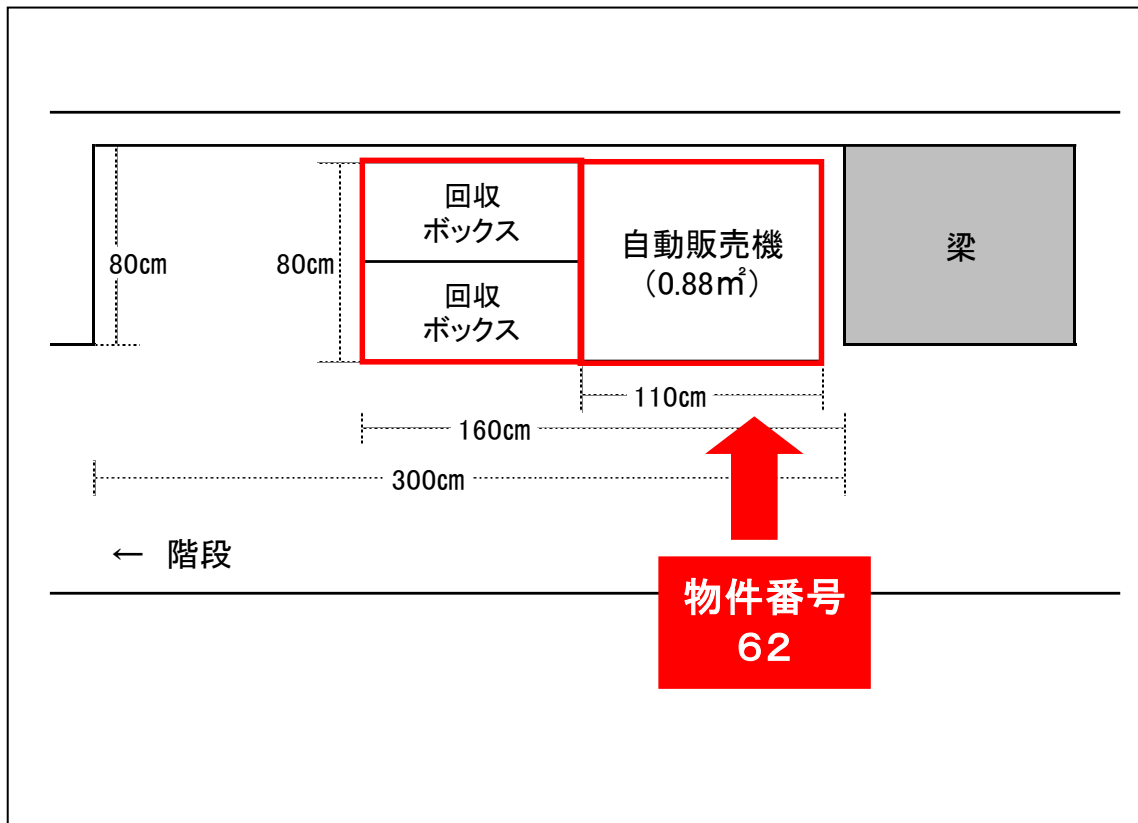 回収
ボックス
自動販売機
（0.88㎡）
梁
80cm
80cm
回収
ボックス
110cm
160cm
300cm
← 階段
物件番号
６２